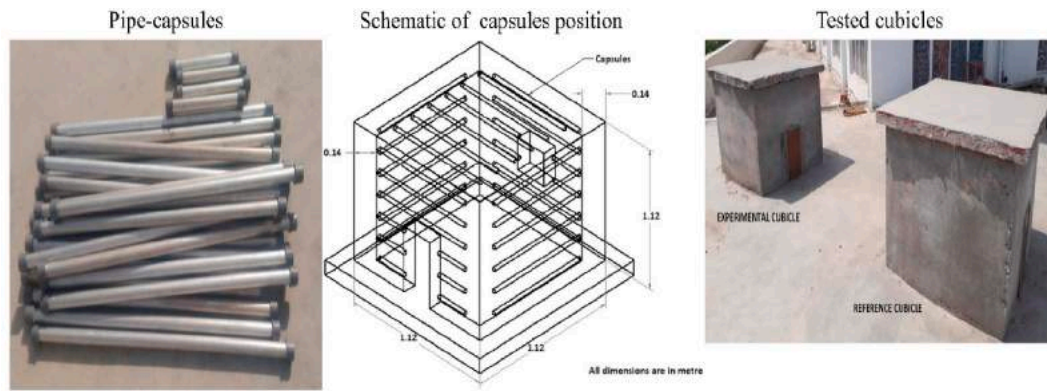 Pipe-capsules
Schematic of capsules position
Tested cubicles
Capsules
0.14
0.14
1.12
1.12
1.12
All dimensions are in metre
EXPERIMENTAL CUBICLE
REFERENCE CUBICLE